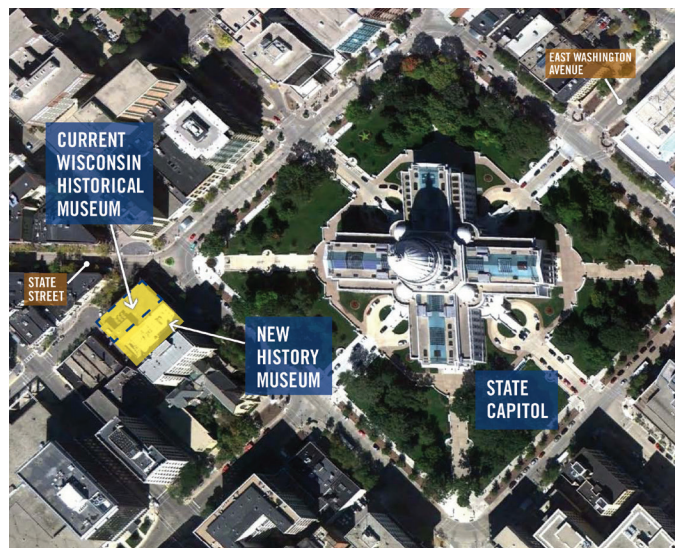 EAST WASHINGTON
AVENUE
CURRENT
WISCONSIN
HISTORICAL
MUSEUM
STATE
STREET
NEW
HISTORY
MUSEUM
STATE
CAPITOL